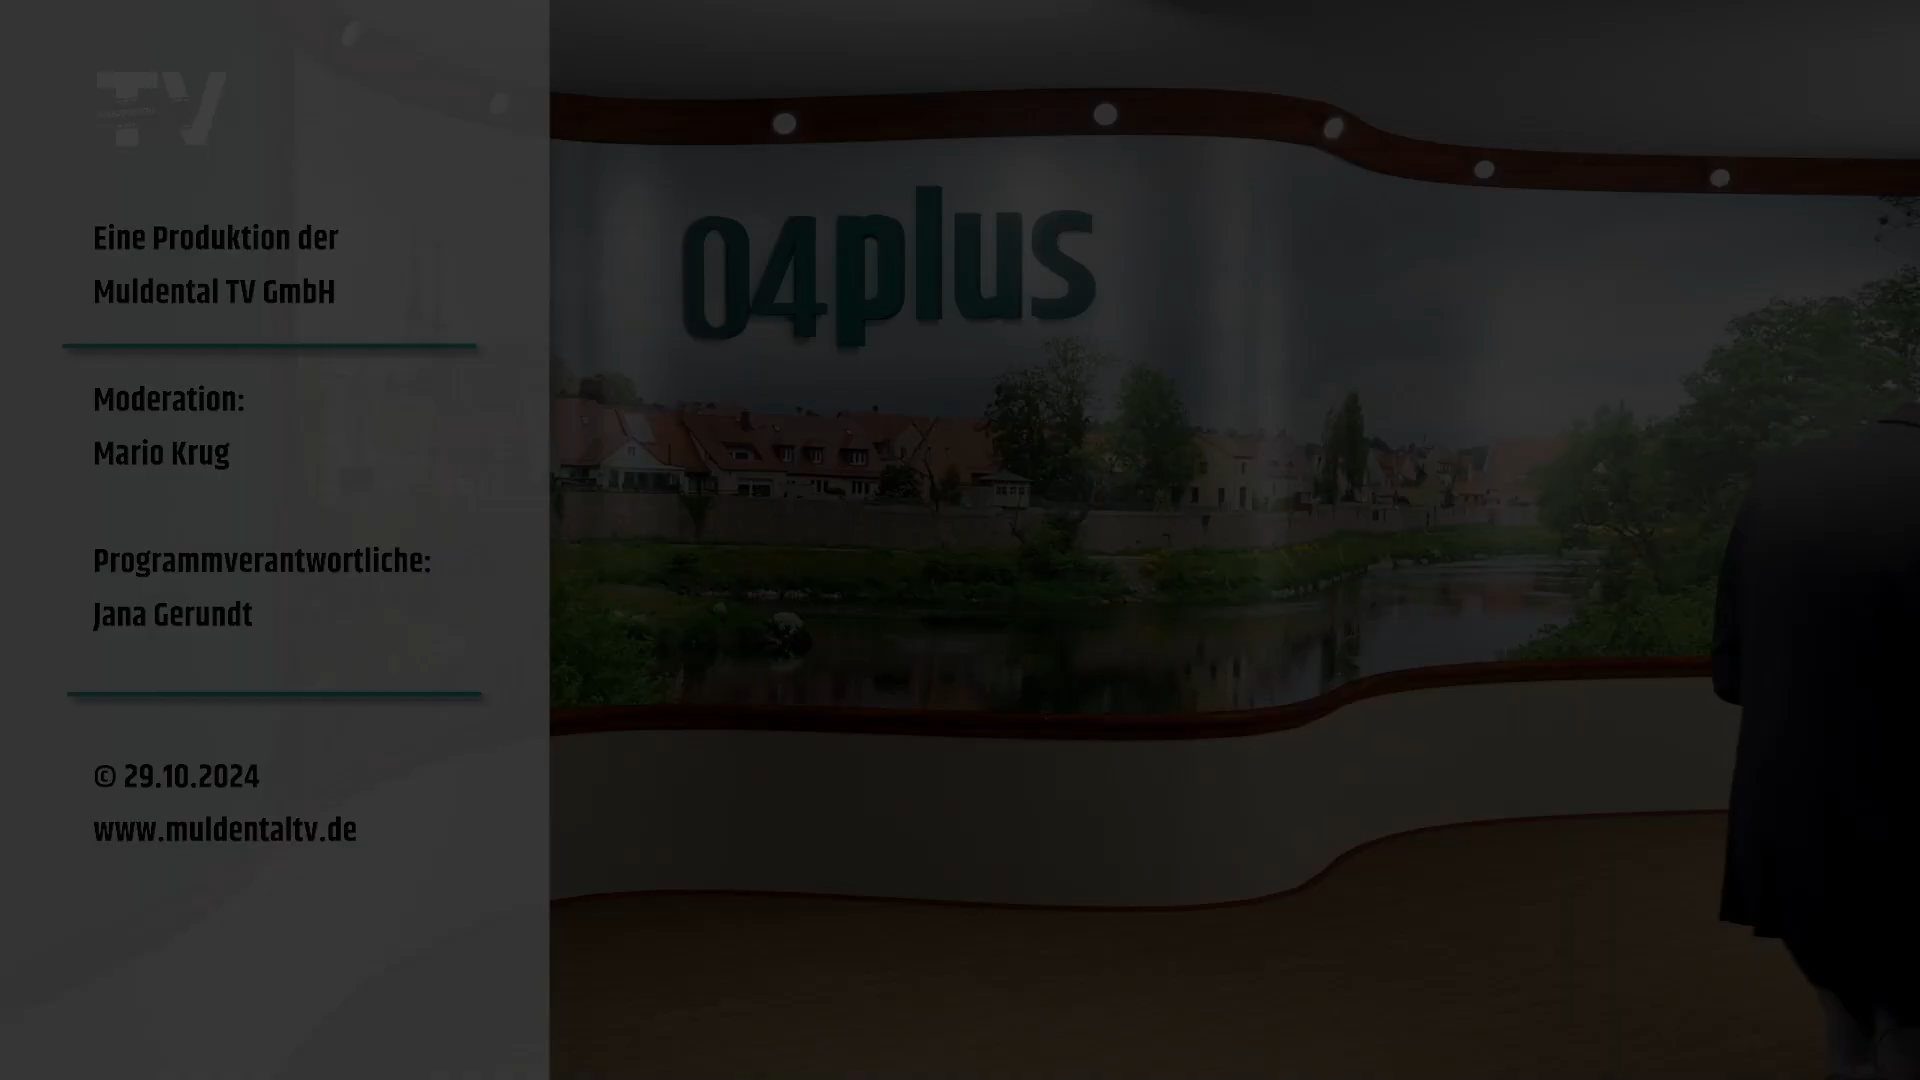 TV
Eine Produktion der
Muldental TV GmbH
Moderation:
Mario Krug
Programmverantwortliche:
Jana Gerundt
© 29.10.2024
www.muldentaltv.de
04plus